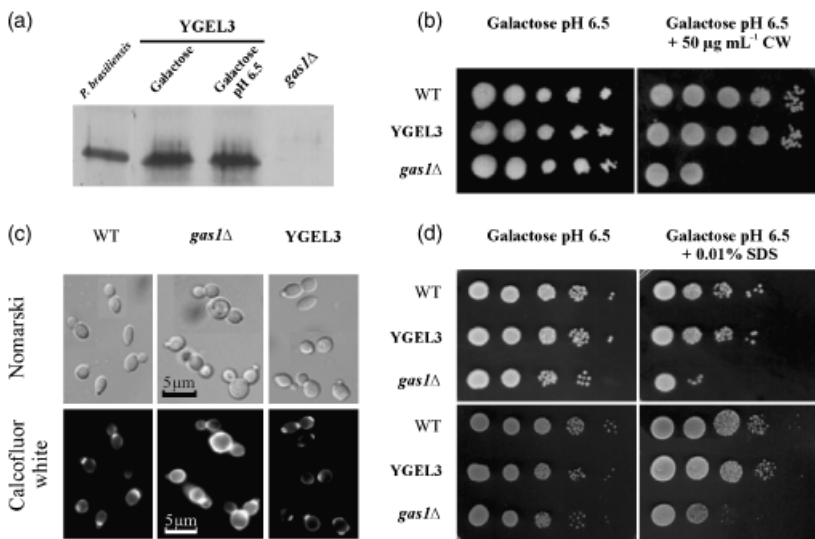 (a)
YGEL3
P. brasiliensis
Galactose
Galactose pH 6.5
gas1Δ
(b)
Galactose pH 6.5
Galactose pH 6.5
+ 50 μg mL⁻¹ CW
WT
YGEL3
gas1Δ
(c)
WT
gas1Δ
YGEL3
Nomarski
5μm
Calcofluor
white
5μm
(d)
Galactose pH 6.5
Galactose pH 6.5
+ 0.01% SDS
WT
YGEL3
gas1Δ
WT
YGEL3
gas1Δ